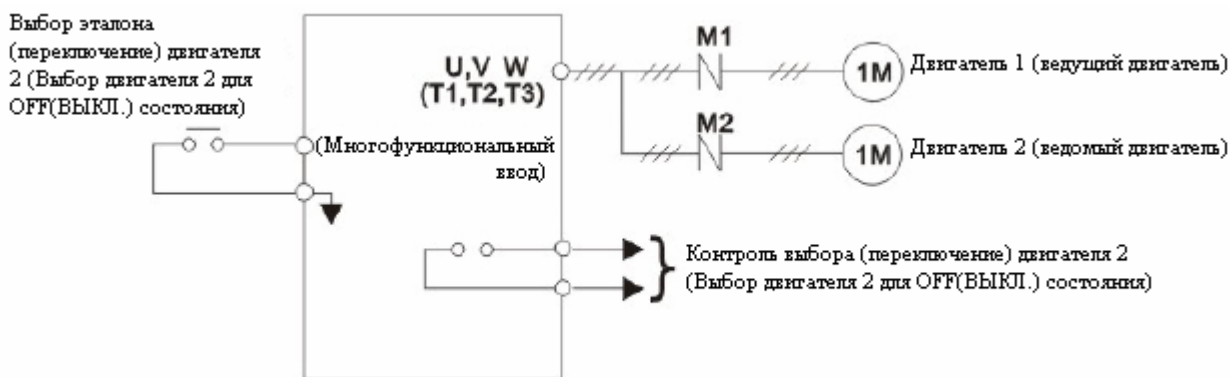 Выбор эталона
(переключение) двигателя
2 (Выбор двигателя 2 для
OFF(ВЫКЛ.) состояния)
U,V W
(T1,T2,T3)
(Многофункциональный
ввод)
M1
1M
Двигатель 1 (ведущий двигатель)
M2
1M
Двигатель 2 (ведомый двигатель)
Контроль выбора (переключение) двигателя 2
(Выбор двигателя 2 для OFF(ВЫКЛ.) состояния)